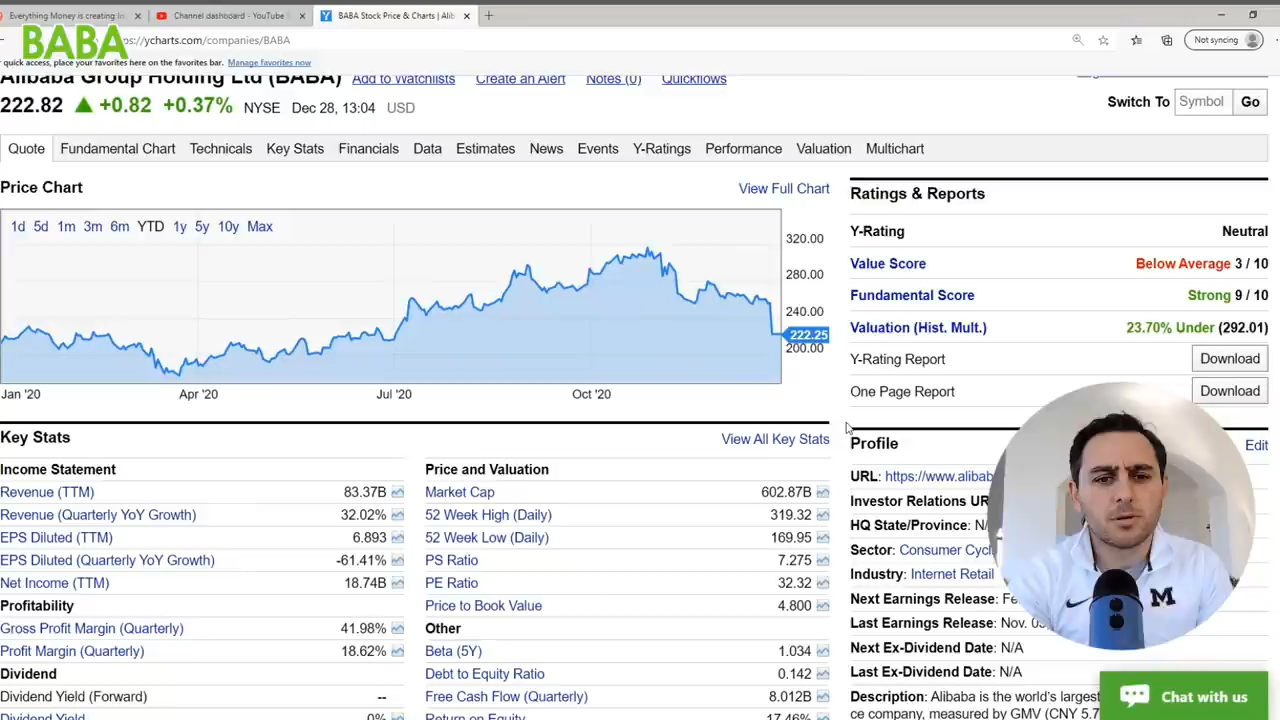 Everything Money is creating In
Channel dashboard - YouTube
BABA Stock Price & Charts | Alib
BABA
ps://ycharts.com/companies/BABA
Not syncing
quick access, place your favorites here on the favorites bar. Manage favorites now
Alibaba Group Holding Ltd (BABA)
Add to Watchlists
Create an Alert
Notes (0)
Quickflows
222.82 +0.82 +0.37% NYSE Dec 28, 13:04 USD
Switch To Symbol Go
Quote Fundamental Chart Technicals Key Stats Financials Data Estimates News Events Y-Ratings Performance Valuation Multichart
Price Chart
View Full Chart
1d 5d 1m 3m 6m YTD 1y 5y 10y Max
320.00
280.00
240.00
222.25
200.00
Jan '20 Apr '20 Jul '20 Oct '20
Ratings & Reports
Y-Rating Neutral
Value Score Below Average 3 / 10
Fundamental Score Strong 9 / 10
Valuation (Hist. Mult.) 23.70% Under (292.01)
Y-Rating Report Download
One Page Report Download
Key Stats
View All Key Stats
Income Statement
Revenue (TTM) 83.37B
Revenue (Quarterly YoY Growth) 32.02%
EPS Diluted (TTM) 6.893
EPS Diluted (Quarterly YoY Growth) -61.41%
Net Income (TTM) 18.74B
Profitability
Gross Profit Margin (Quarterly) 41.98%
Profit Margin (Quarterly) 18.62%
Dividend
Dividend Yield (Forward) --
Dividend Yield 0%
Price and Valuation
Market Cap 602.87B
52 Week High (Daily) 319.32
52 Week Low (Daily) 169.95
PS Ratio 7.275
PE Ratio 32.32
Price to Book Value 4.800
Other
Beta (5Y) 1.034
Debt to Equity Ratio 0.142
Free Cash Flow (Quarterly) 8.012B
Return on Equity 17.46%
Profile
Edit
URL: https://www.alibab
Investor Relations UR
HQ State/Province: N/
Sector: Consumer Cycl
Industry: Internet Retail
Next Earnings Release: Fe
Last Earnings Release: Nov. 05
Next Ex-Dividend Date: N/A
Last Ex-Dividend Date: N/A
Description: Alibaba is the world's largest
ce company, measured by GMV (CNY 5.7
M
Chat with us